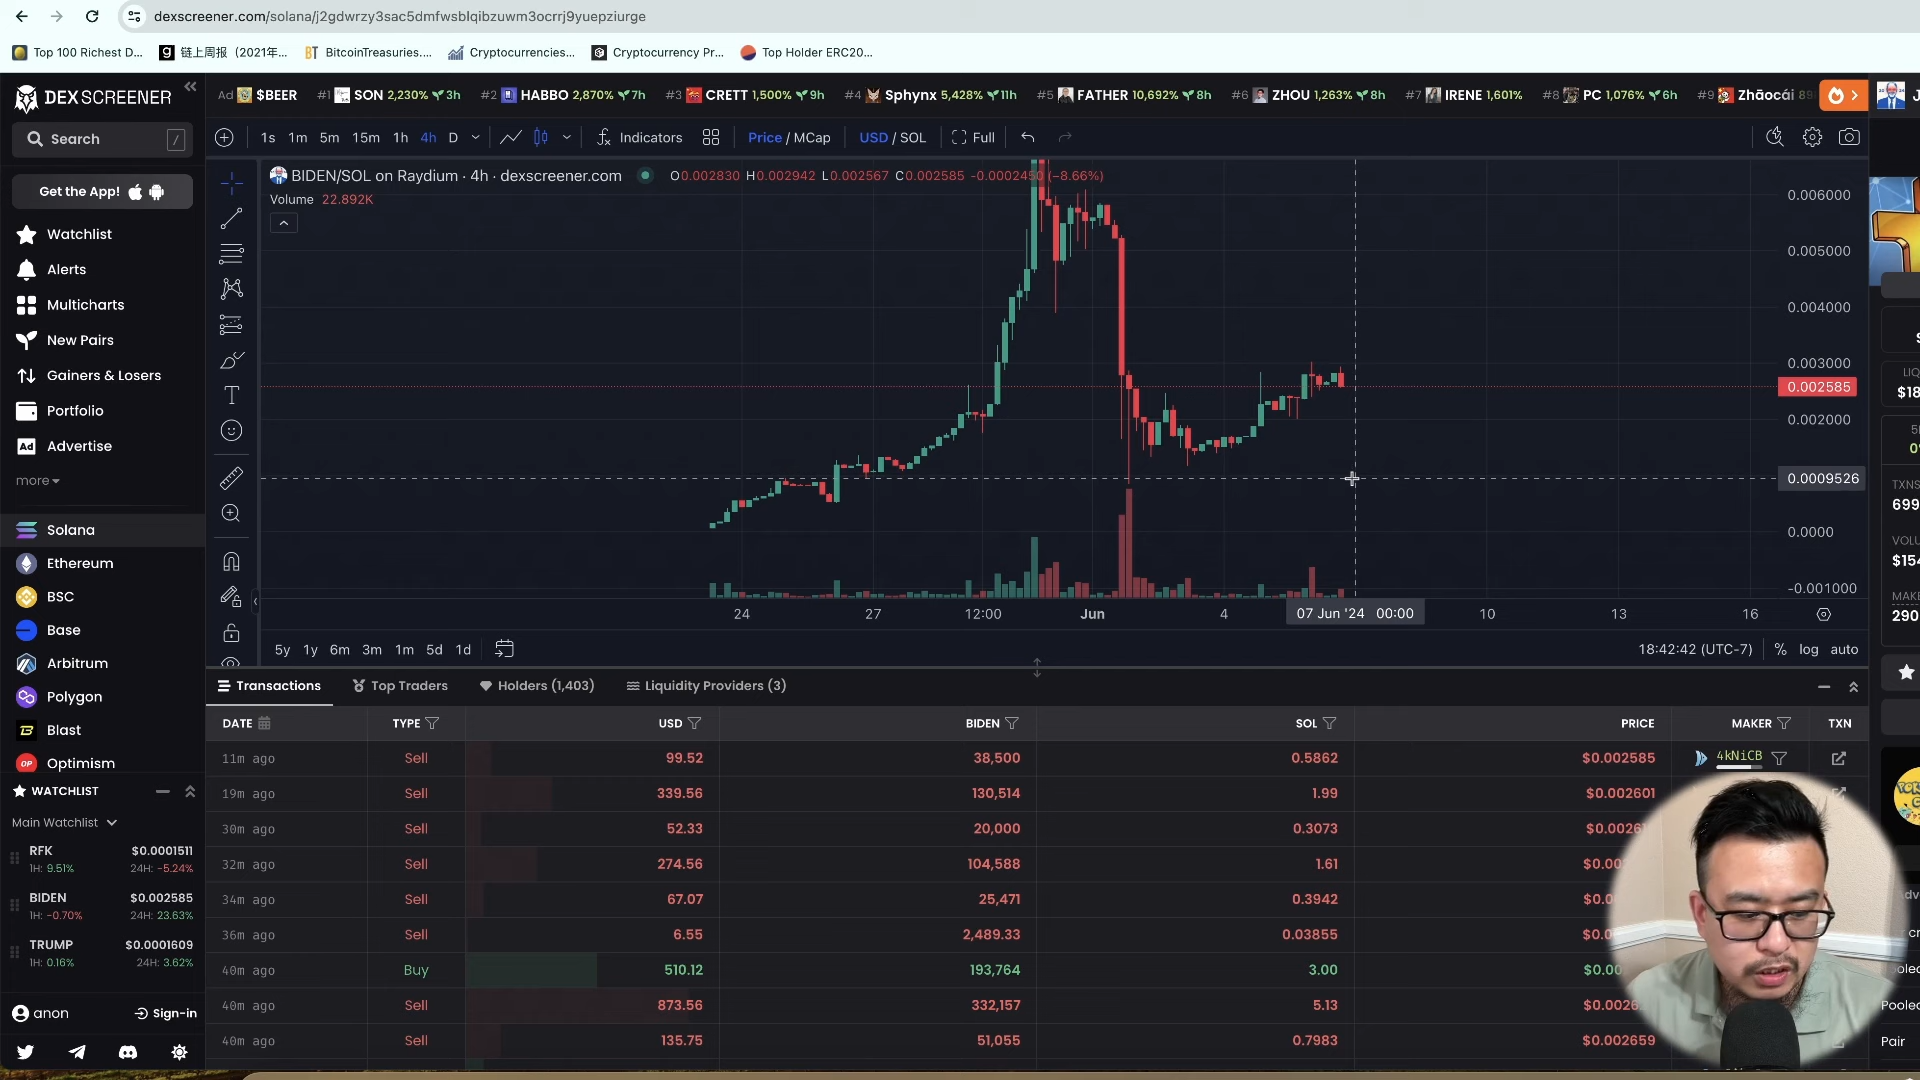 dexscreener.com/solana/j2gdwrzy3sac5dmfwsblqibzuwm3ocrrj9yuepziurge
Top 100 Richest D... 链上周报（2021年... BitcoinTreasuries.... Cryptocurrencies... Cryptocurrency Pr... Top Holder ERC20...
DEX SCREENER
Ad $BEER #1 SON 2,230% 3h #2 HABBO 2,870% 7h #3 CRETT 1,500% 9h #4 Sphynx 5,428% 11h #5 FATHER 10,692% 8h #6 ZHOU 1,263% 8h #7 IRENE 1,601% #8 PC 1,076% 6h #9 Zhāocái
Search /
1s 1m 5m 15m 1h 4h D Indicators Price / MCap USD / SOL Full
Get the App!
Watchlist
Alerts
Multicharts
New Pairs
Gainers & Losers
Portfolio
Ad Advertise
more
Solana
Ethereum
BSC
Base
Arbitrum
Polygon
Blast
OP Optimism
WATCHLIST
Main Watchlist
RFK $0.0001511
1H: 9.51% 24H: -5.24%
BIDEN $0.002585
1H: -0.70% 24H: 23.63%
TRUMP $0.0001609
1H: 0.16% 24H: 3.62%
anon Sign-in
BIDEN/SOL on Raydium · 4h · dexscreener.com O0.002830 H0.002942 L0.002567 C0.002585 -0.0002450 (−8.66%)
Volume 22.892K
0.006000
0.005000
0.004000
0.003000
0.002585
0.002000
0.0009526
0.0000
-0.001000
24 27 12:00 Jun 4 07 Jun '24 00:00 10 13 16
5y 1y 6m 3m 1m 5d 1d 18:42:42 (UTC-7) % log auto
Transactions Top Traders Holders (1,403) Liquidity Providers (3)
DATE TYPE USD BIDEN SOL PRICE MAKER TXN
11m ago Sell 99.52 38,500 0.5862 $0.002585 4kNiCB
19m ago Sell 339.56 130,514 1.99 $0.002601
30m ago Sell 52.33 20,000 0.3073
32m ago Sell 274.56 104,588 1.61
34m ago Sell 67.07 25,471 0.3942
36m ago Sell 6.55 2,489.33 0.03855
40m ago Buy 510.12 193,764 3.00
40m ago Sell 873.56 332,157 5.13
40m ago Sell 135.75 51,055 0.7983 $0.002659
TXNS
699
$154
290
Pooled
Pair